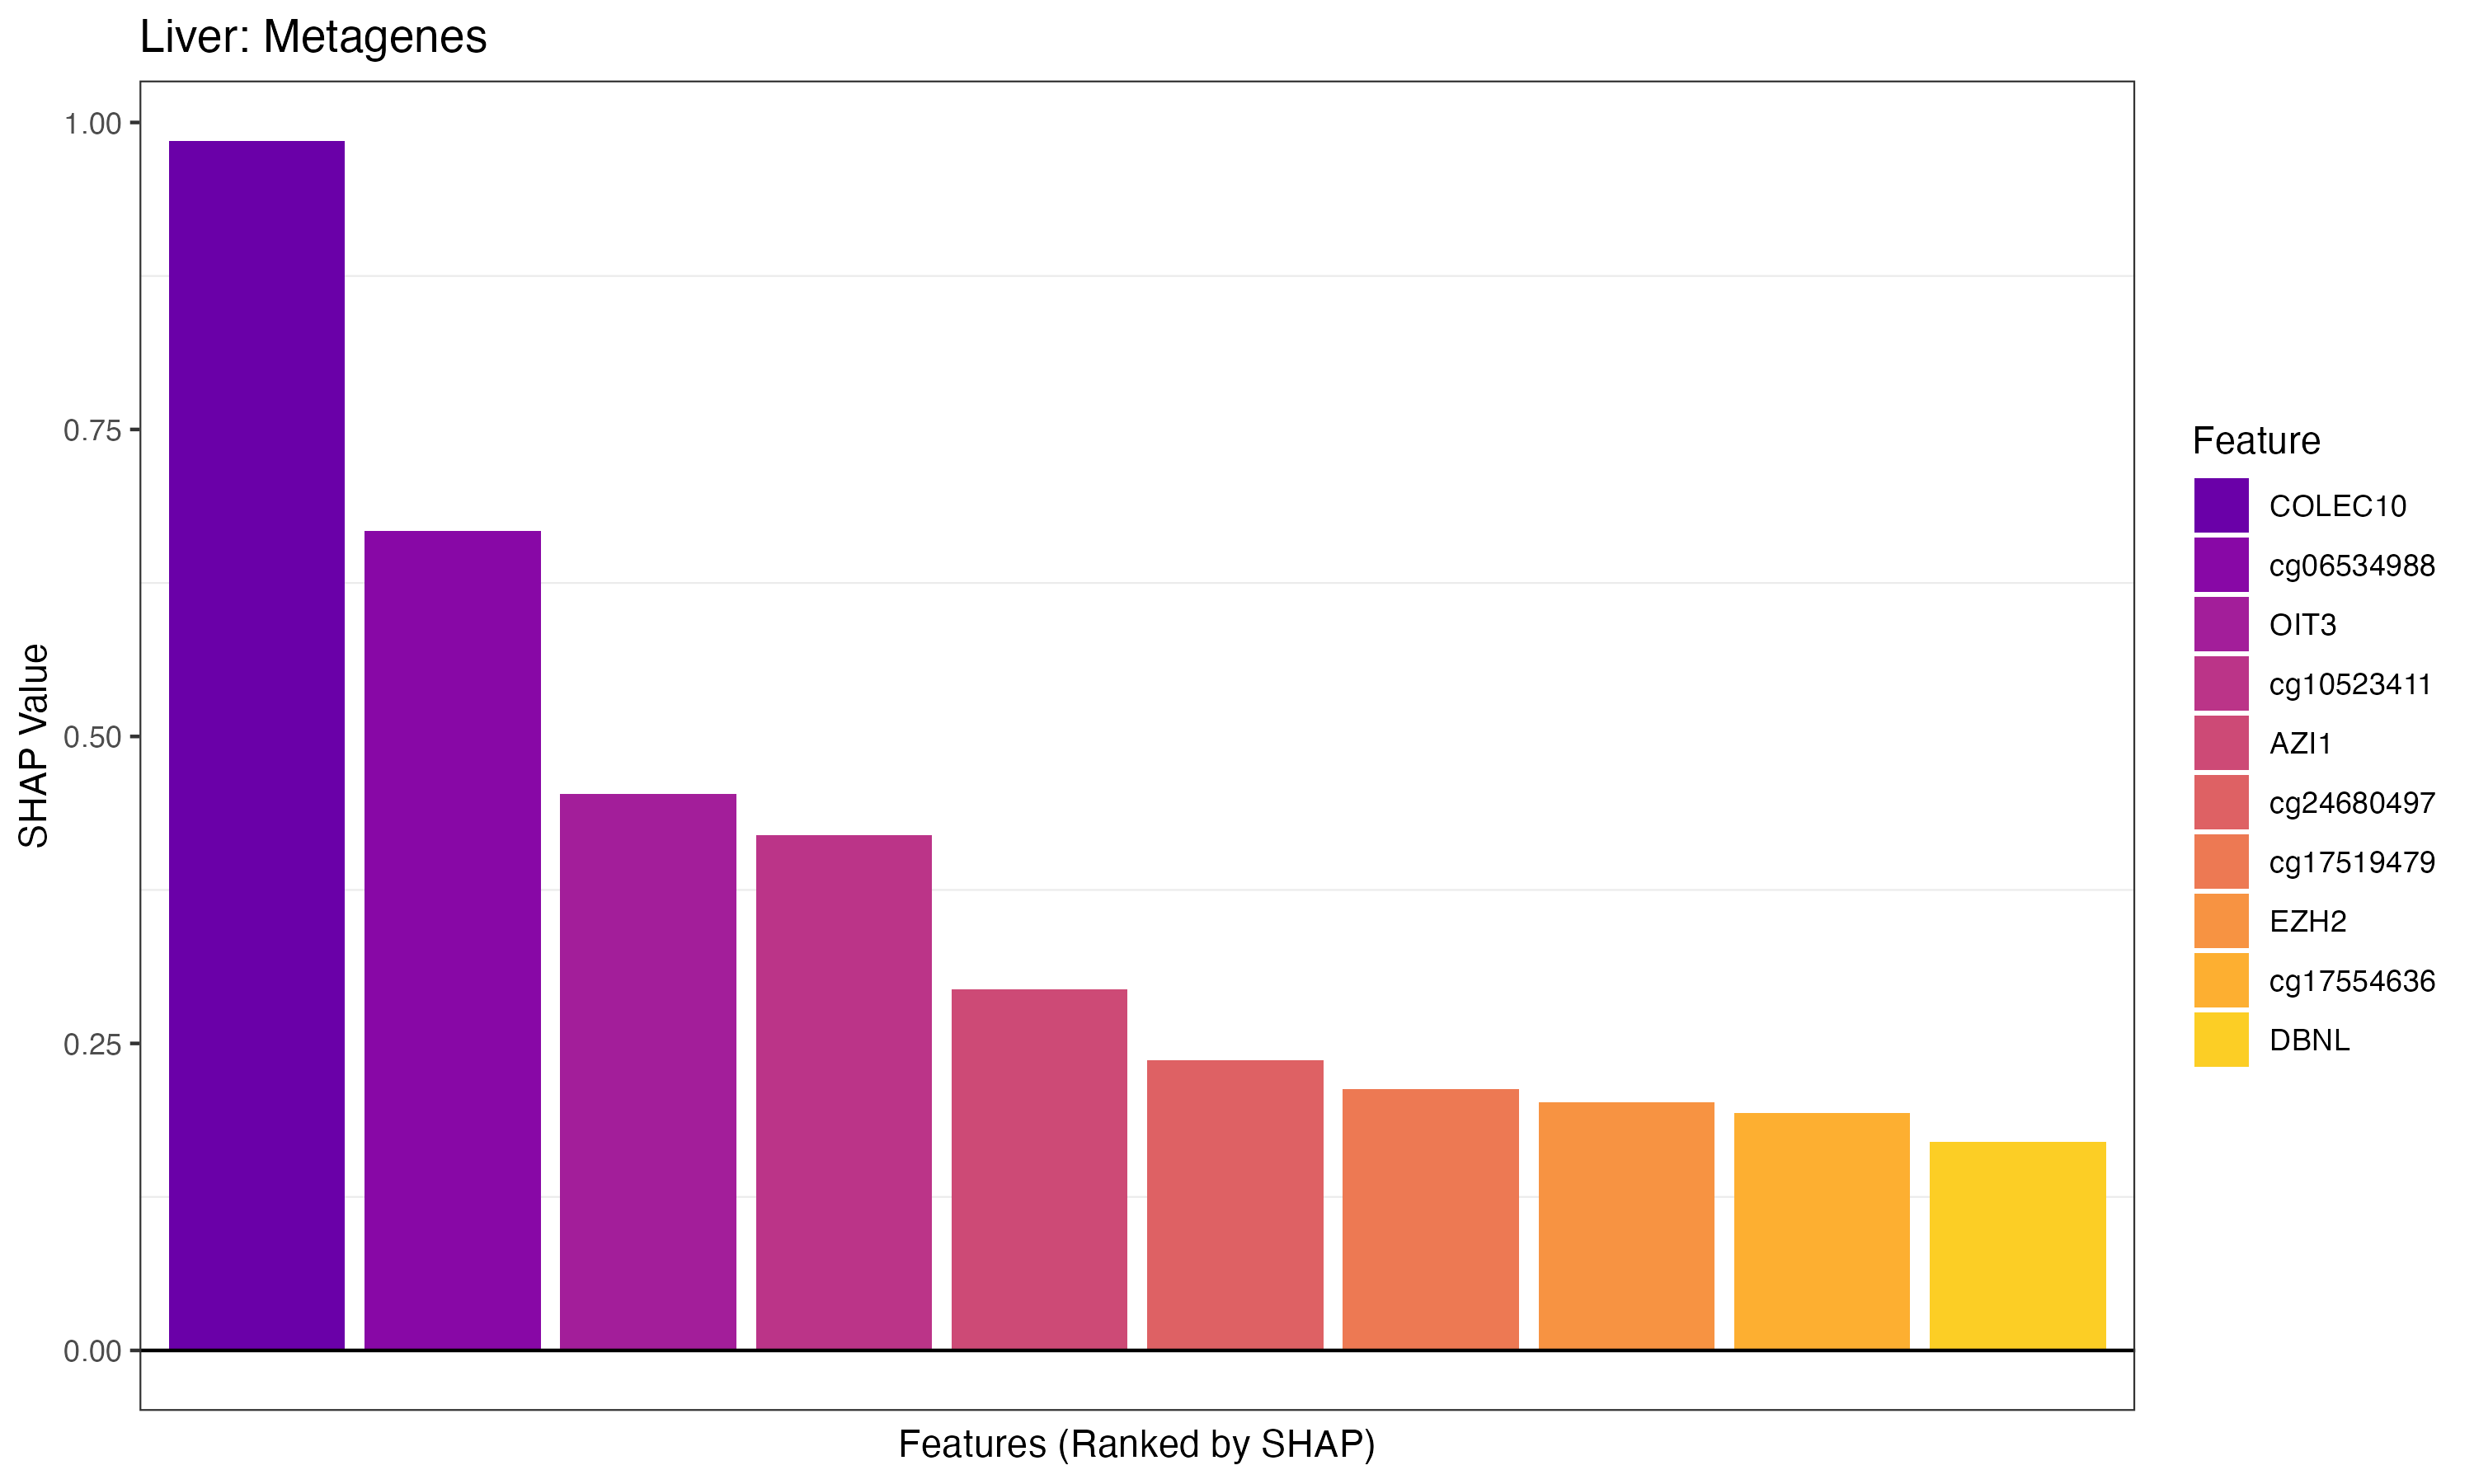 Liver: Metagenes
1.00
0.75
0.50
0.25
0.00
SHAP Value
Features (Ranked by SHAP)
Feature
COLEC10
cg06534988
OIT3
cg10523411
AZI1
cg24680497
cg17519479
EZH2
cg17554636
DBNL